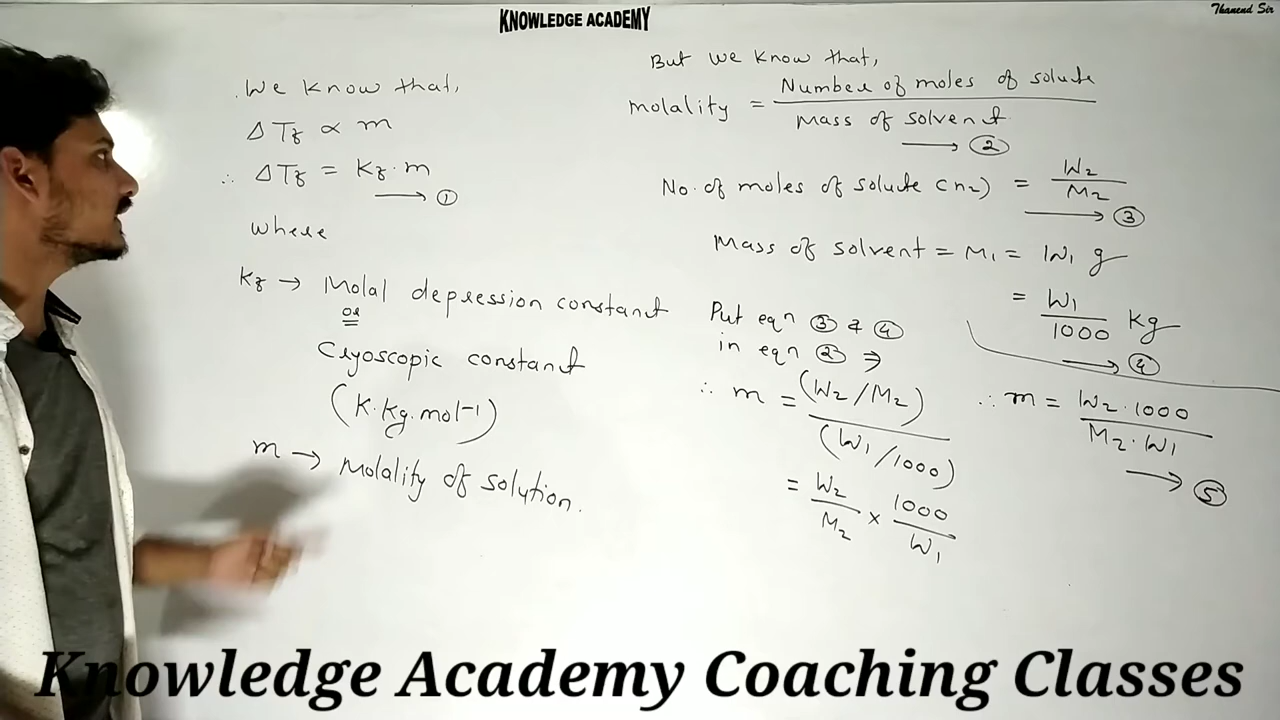 KNOWLEDGE ACADEMY
Thanend Sir
We know that,
Δ Tf ∝ m
∴ Δ Tf = Kf · m
→ ①
where
Kf → Molal depression constant
or
Cryoscopic constant
(K·Kg·mol-1)
m → Molality of solution.
But we know that,
molality = Number of moles of solute / Mass of solvent
→ ②
No. of moles of solute (n2) = W2 / M2
→ ③
Mass of solvent = M1 = W1 g
= W1 / 1000 Kg
→ ④
Put eqn ③ & ④
in eqn ② ⇒
∴ m = (W2/M2) / (W1/1000)
= W2 / M2 × 1000 / W1
∴ m = W2 · 1000 / M2 · W1
→ ⑤
Knowledge Academy Coaching Classes